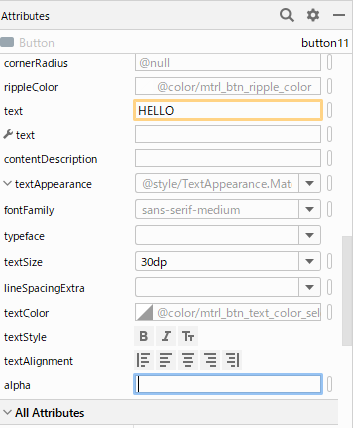 Attributes
Button button11
cornerRadius @null
rippleColor @color/mtrl_btn_ripple_color
text HELLO
text
contentDescription
textAppearance @style/TextAppearance.Mat
fontFamily sans-serif-medium
typeface
textSize 30dp
lineSpacingExtra
textColor @color/mtrl_btn_text_color_sel
textStyle B I Tт
textAlignment
alpha
All Attributes